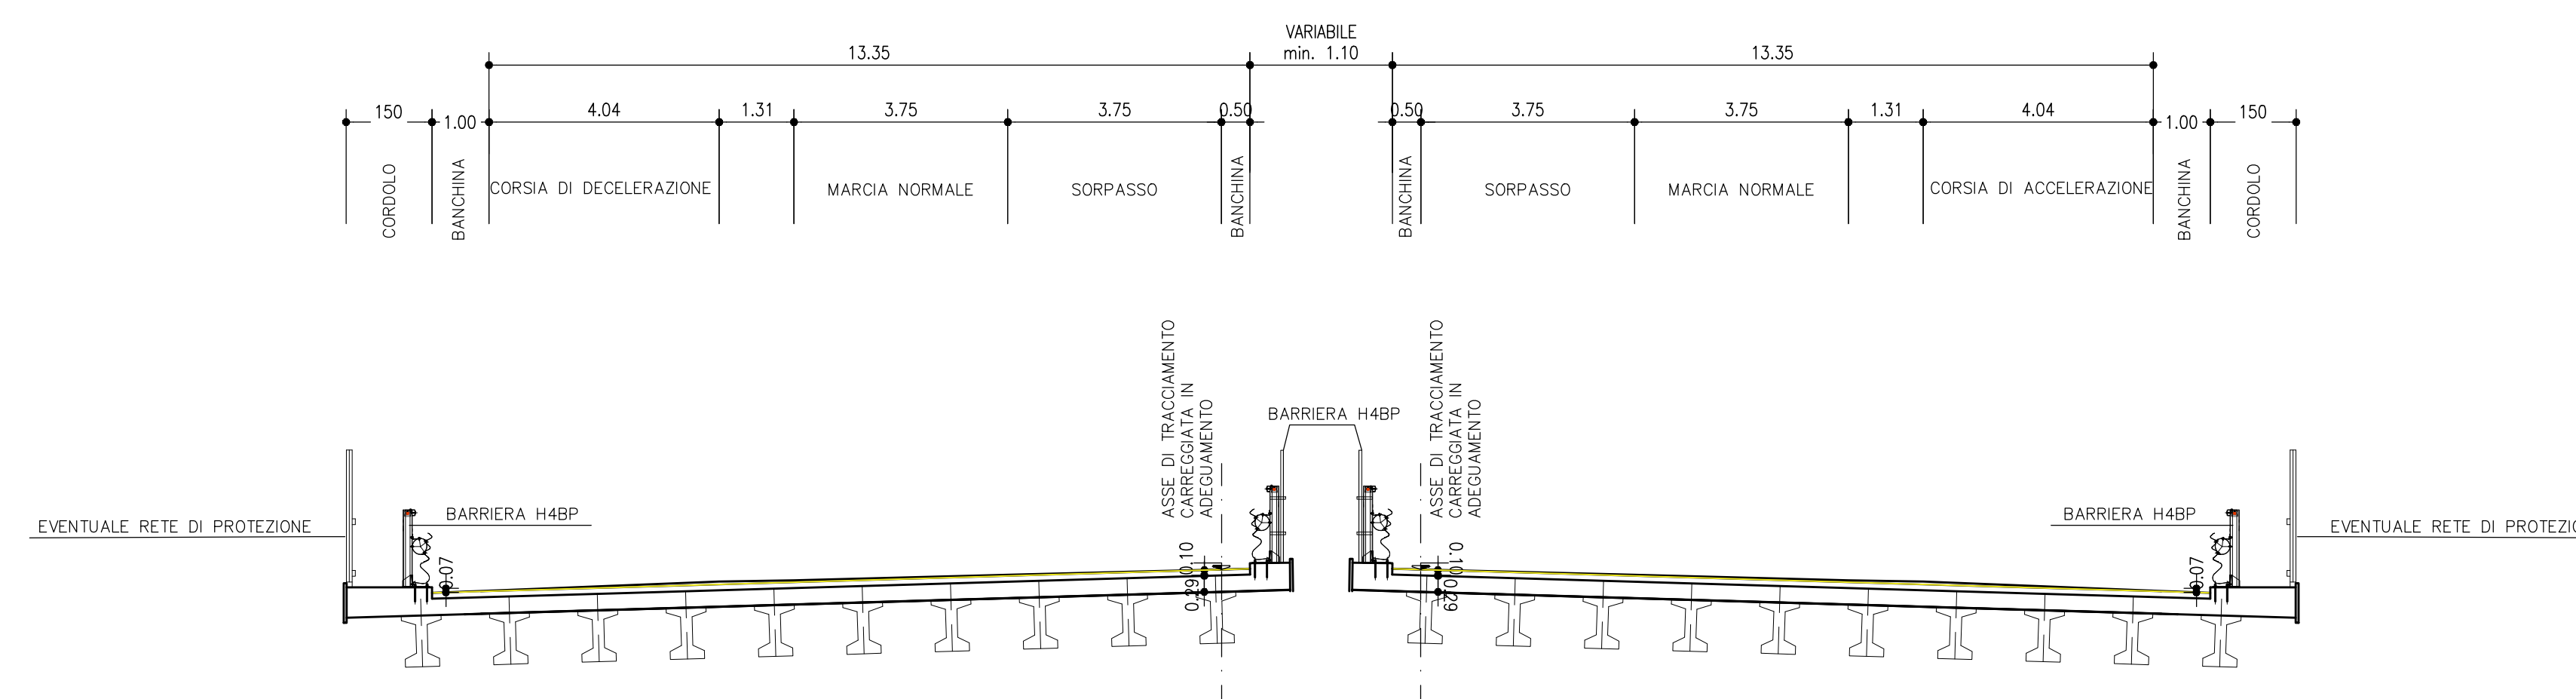 VARIABILE
13.35 min. 1.10 13.35
150 1.00 4.04 1.31 3.75 3.75 0.50 0.50 3.75 3.75 1.31 4.04 1.00 150
CORDOLO
BANCHINA
CORSIA DI DECELERAZIONE
MARCIA NORMALE
SORPASSO
BANCHINA
BANCHINA
SORPASSO
MARCIA NORMALE
CORSIA DI ACCELERAZIONE
BANCHINA
CORDOLO
ASSE DI TRACCIAMENTO
CARREGGIATA IN
ADEGUAMENTO
BARRIERA H4BP
ASSE DI TRACCIAMENTO
CARREGGIATA IN
ADEGUAMENTO
EVENTUALE RETE DI PROTEZIONE
BARRIERA H4BP
BARRIERA H4BP
EVENTUALE RETE DI
0.07
0.10
0.29
0.10
0.29
0.07